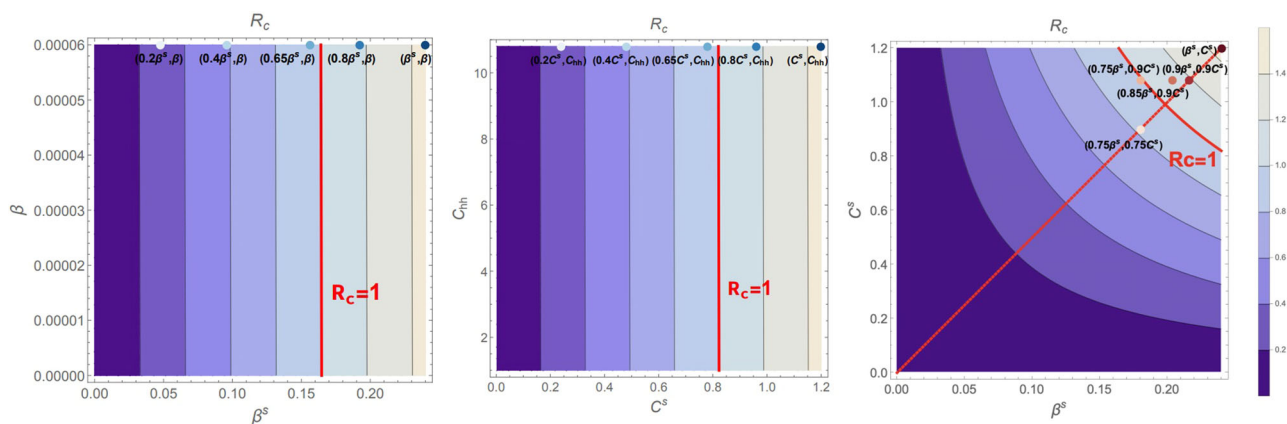 R_c
0.00006
0.00005
0.00004
0.00003
0.00002
0.00001
0.00000
β
(0.2β^s,β)
(0.4β^s,β)
(0.65β^s,β)
(0.8β^s,β)
(β^s,β)
R_c=1
0.00
0.05
0.10
0.15
0.20
β^s
R_c
10
8
6
4
2
C_hh
(0.2C^s,C_hh)
(0.4C^s,C_hh)
(0.65C^s,C_hh)
(0.8C^s,C_hh)
(C^s,C_hh)
R_c=1
0.0
0.2
0.4
0.6
0.8
1.0
1.2
C^s
R_c
1.2
1.0
0.8
0.6
0.4
0.2
0.0
C^s
(β^s,C^s)
(0.75β^s,0.9C^s)
(0.9β^s,0.9C^s)
(0.85β^s,0.9C^s)
(0.75β^s,0.75C^s)
Rc=1
0.00
0.05
0.10
0.15
0.20
β^s
1.4
1.2
1.0
0.8
0.6
0.4
0.2